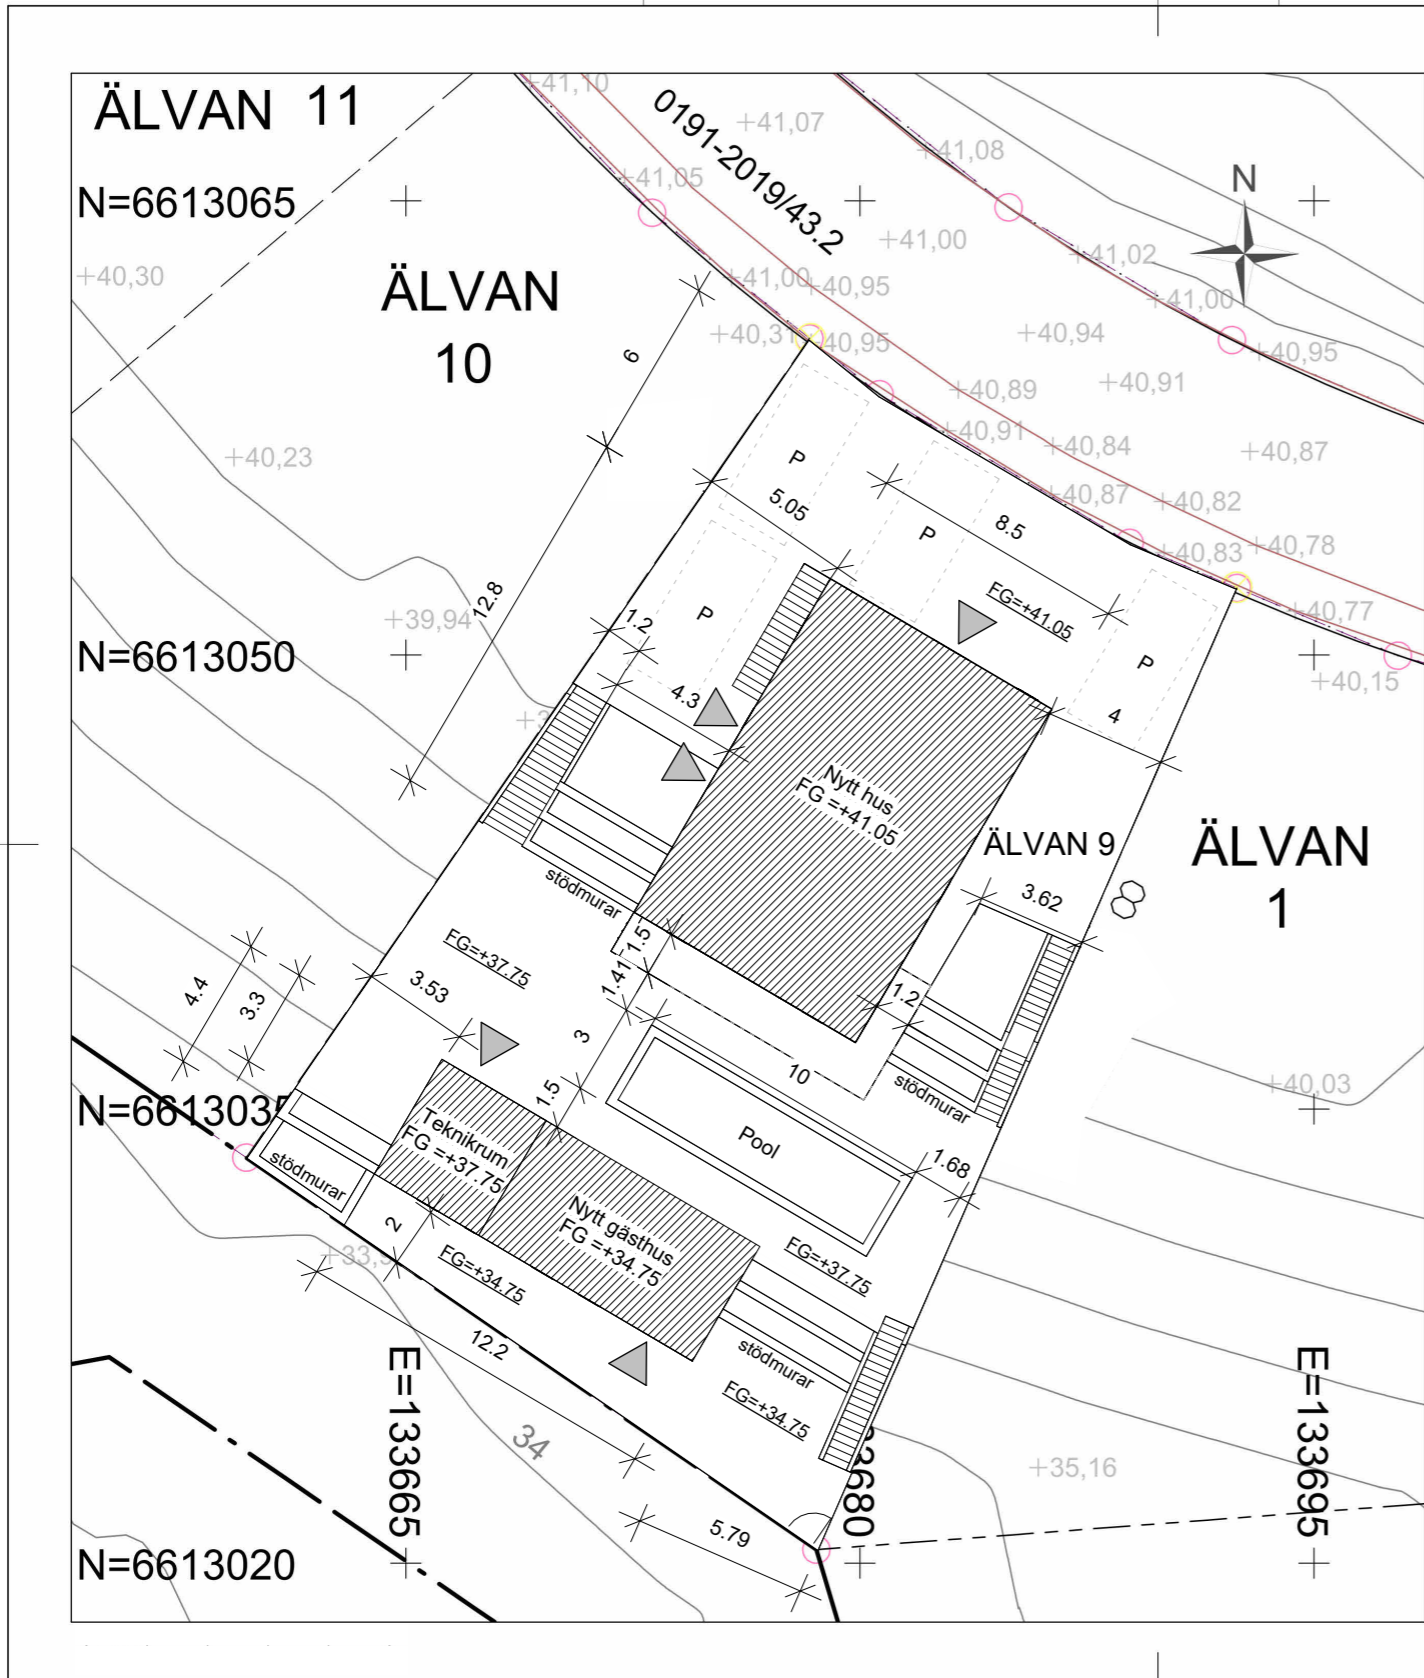 ÄLVAN 11
+41,10
+41,07
+41,08
0191-2019/43.2
N
N=6613065
+41,05
+41,00
+41,02
+40,30
ÄLVAN
10
+41,00
+40,95
+41,00
+40,31
+40,95
+40,94
+40,95
6
+40,89
+40,91
+40,23
P
+40,91
+40,84
+40,87
5.05
8.5
+40,87
+40,82
P
+40,83
+40,78
12.8
FG=+41.05
+40,77
+39,94
1.2
P
N=6613050
P
+40,15
4.3
4
Nytt hus
FG =+41.05
ÄLVAN 9
ÄLVAN
1
stödmurar
3.62
FG=+37.75
1.5
1.41
4.4
3.3
3.53
1.2
3
10
+40,03
N=661303
1.5
stödmurar
Teknikrum
FG =+37.75
Pool
1.68
stödmurar
2
Nytt gästhus
FG =+34.75
FG=+37.75
+33,
FG=+34.75
12.2
stödmurar
FG=+34.75
E=133665
34
680
+35,16
E=133695
5.79
N=6613020